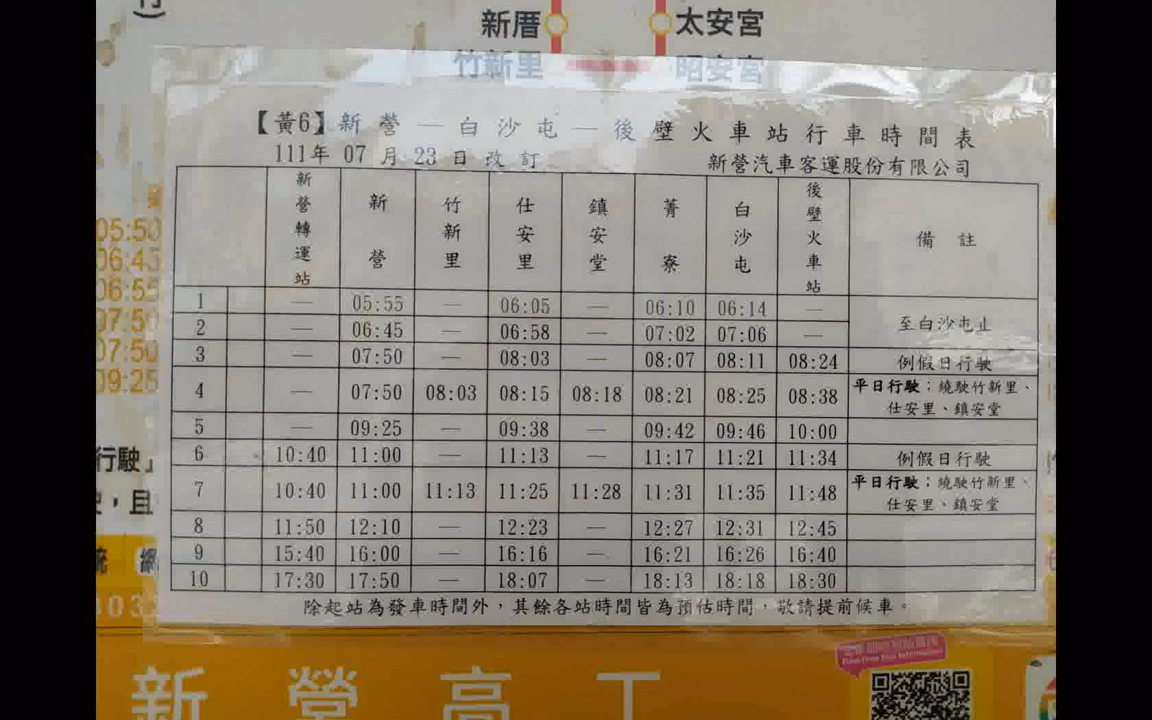 新厝 太安宮
竹新里 昭安宮
【黃6】新營—白沙屯—後壁火車站行車時間表
111年 07月 23日改訂 新營汽車客運股份有限公司
新營轉運站 新營 竹新里 仕安里 鎮安堂 菁寮 白沙屯 後壁火車站 備註
1 — 05:55 — 06:05 — 06:10 06:14 —
至白沙屯止
2 — 06:45 — 06:58 — 07:02 07:06 —
3 — 07:50 — 08:03 — 08:07 08:11 08:24 例假日行駛
4 — 07:50 08:03 08:15 08:18 08:21 08:25 08:38 平日行駛；繞駛竹新里、
仕安里、鎮安堂
5 — 09:25 — 09:38 — 09:42 09:46 10:00
6 10:40 11:00 — 11:13 — 11:17 11:21 11:34 例假日行駛
7 10:40 11:00 11:13 11:25 11:28 11:31 11:35 11:48 平日行駛；繞駛竹新里、
仕安里、鎮安堂
8 11:50 12:10 — 12:23 — 12:27 12:31 12:45
9 15:40 16:00 — 16:16 — 16:21 16:26 16:40
10 17:30 17:50 — 18:07 — 18:13 18:18 18:30
除起站為發車時間外，其餘各站時間皆為預估時間，敬請提前候車。
05:50
06:45
06:55
07:50
07:50
09:25
行駛」
，且
網
403
新營高工